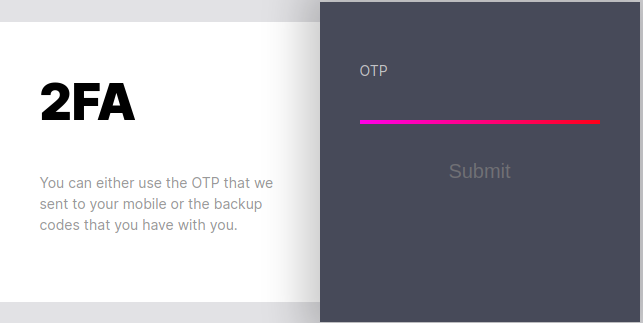 2FA
You can either use the OTP that we
sent to your mobile or the backup
codes that you have with you.
OTP
Submit